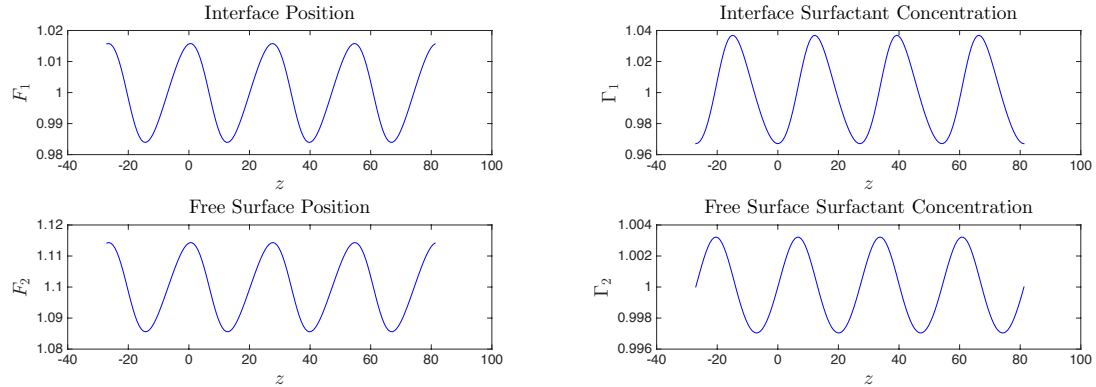 Interface Position
1.02
1.01
1
0.99
0.98
F₁
-40 -20 0 20 40 60 80 100
z
Interface Surfactant Concentration
1.04
1.02
1
0.98
0.96
Γ₁
-40 -20 0 20 40 60 80 100
z
Free Surface Position
1.12
1.11
1.10
1.09
1.08
F₂
-40 -20 0 20 40 60 80 100
z
Free Surface Surfactant Concentration
1.004
1.002
1
0.998
0.996
Γ₂
-40 -20 0 20 40 60 80 100
z